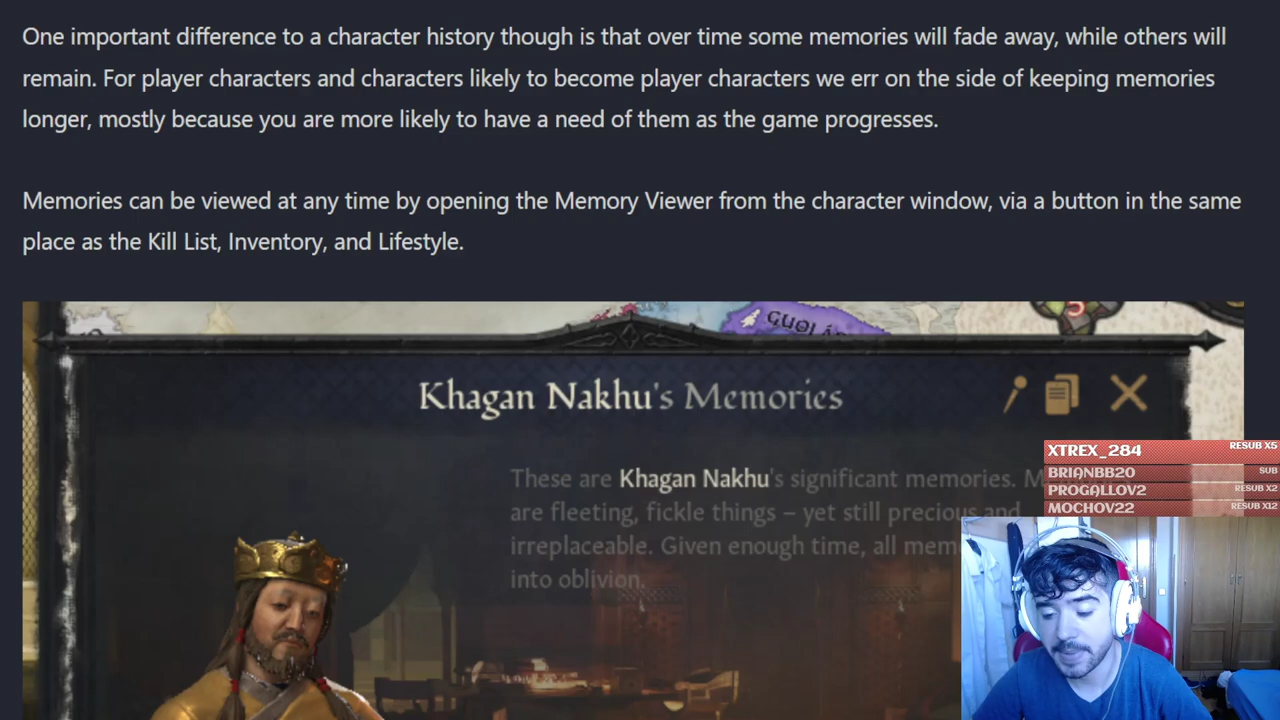 One important difference to a character history though is that over time some memories will fade away, while others will
remain. For player characters and characters likely to become player characters we err on the side of keeping memories
longer, mostly because you are more likely to have a need of them as the game progresses.
Memories can be viewed at any time by opening the Memory Viewer from the character window, via a button in the same
place as the Kill List, Inventory, and Lifestyle.
GUOI
5
Khagan Nakhu's Memories
These are Khagan Nakhu's significant memories. M
are fleeting, fickle things – yet still precious and
irreplaceable. Given enough time, all mem
into oblivion.
XTREX_284 RESUB X5
BRIANBB20 SUB
PROGALLOV2 RESUB X2
MOCHOV22 RESUB X12